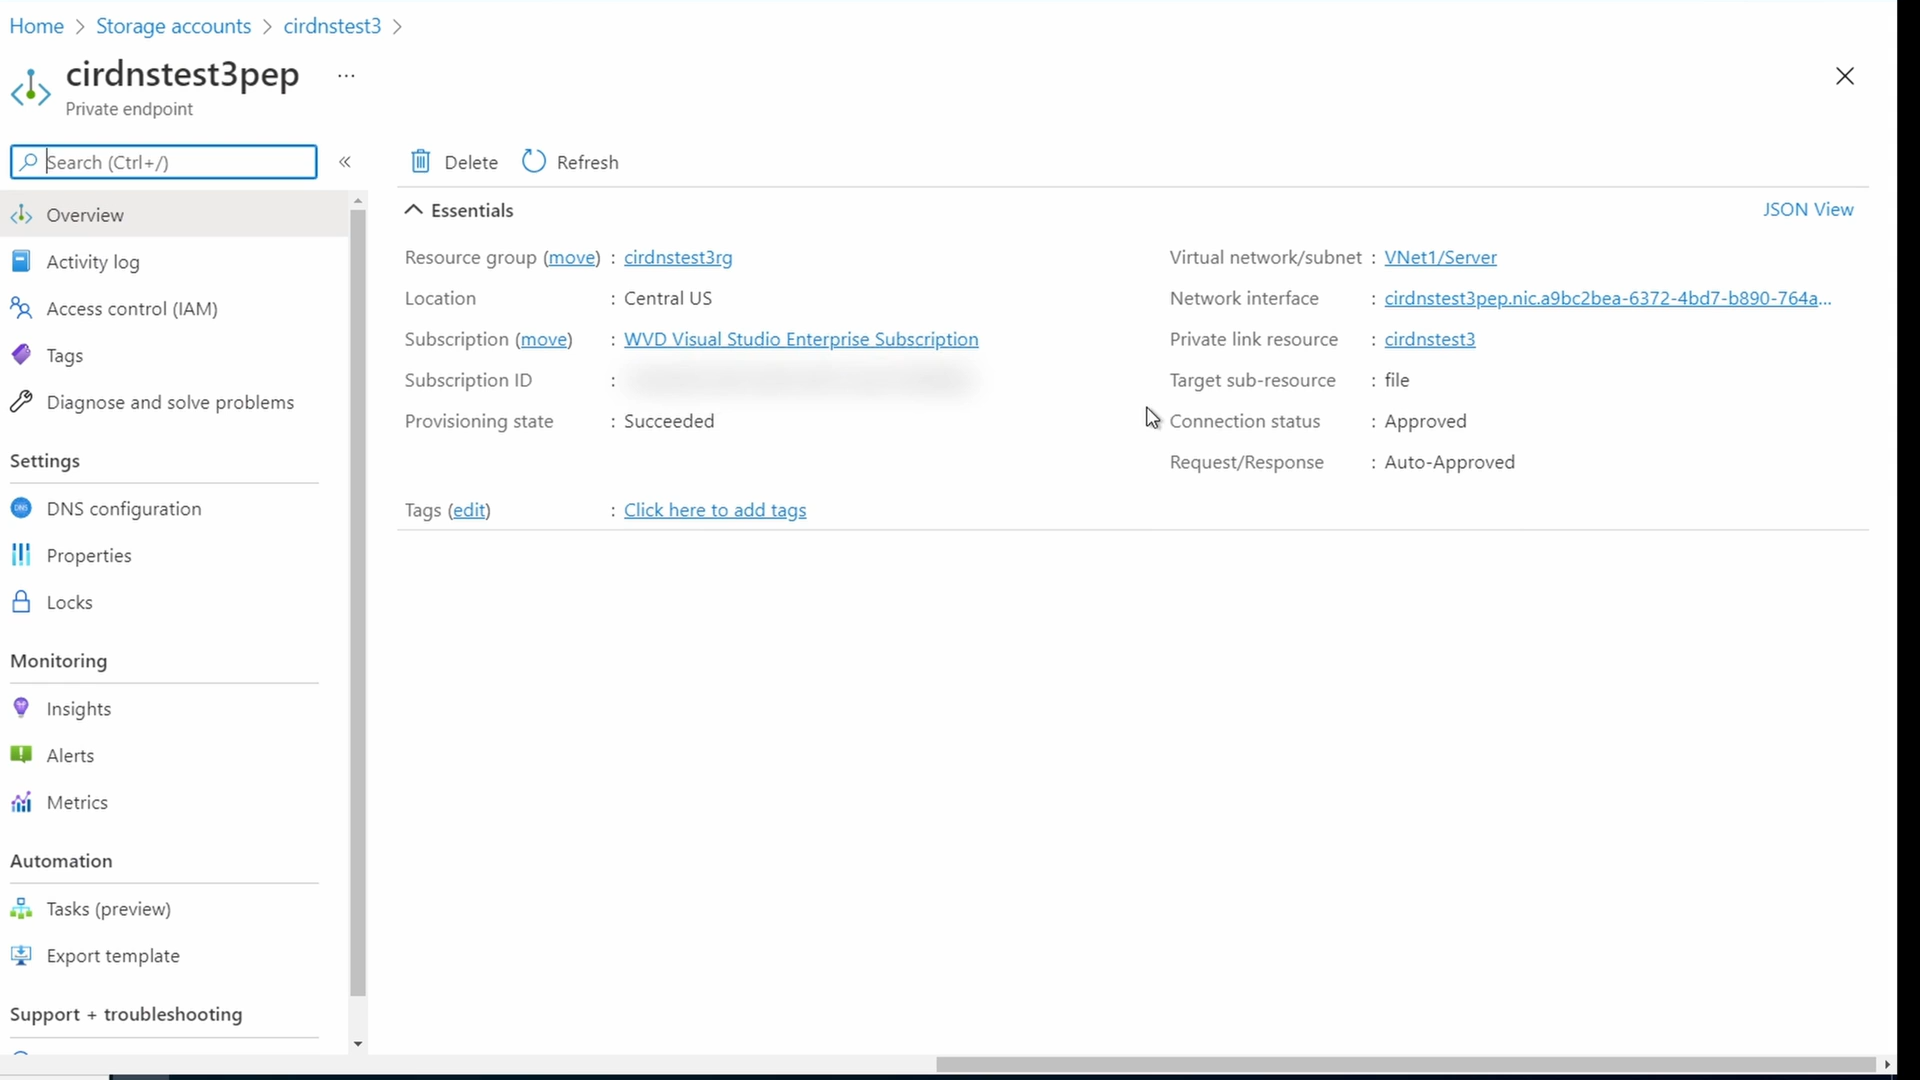 Home > Storage accounts > cirdnstest3 >
cirdnstest3pep ...
Private endpoint
Search (Ctrl+/) «
Delete Refresh
Overview
Activity log
Access control (IAM)
Tags
Diagnose and solve problems
Settings
DNS configuration
Properties
Locks
Monitoring
Insights
Alerts
Metrics
Automation
Tasks (preview)
Export template
Support + troubleshooting
Essentials
JSON View
Resource group (move) : cirdnstest3rg
Location : Central US
Subscription (move) : WVD Visual Studio Enterprise Subscription
Subscription ID :
Provisioning state : Succeeded
Virtual network/subnet : VNet1/Server
Network interface : cirdnstest3pep.nic.a9bc2bea-6372-4bd7-b890-764a...
Private link resource : cirdnstest3
Target sub-resource : file
Connection status : Approved
Request/Response : Auto-Approved
Tags (edit) : Click here to add tags